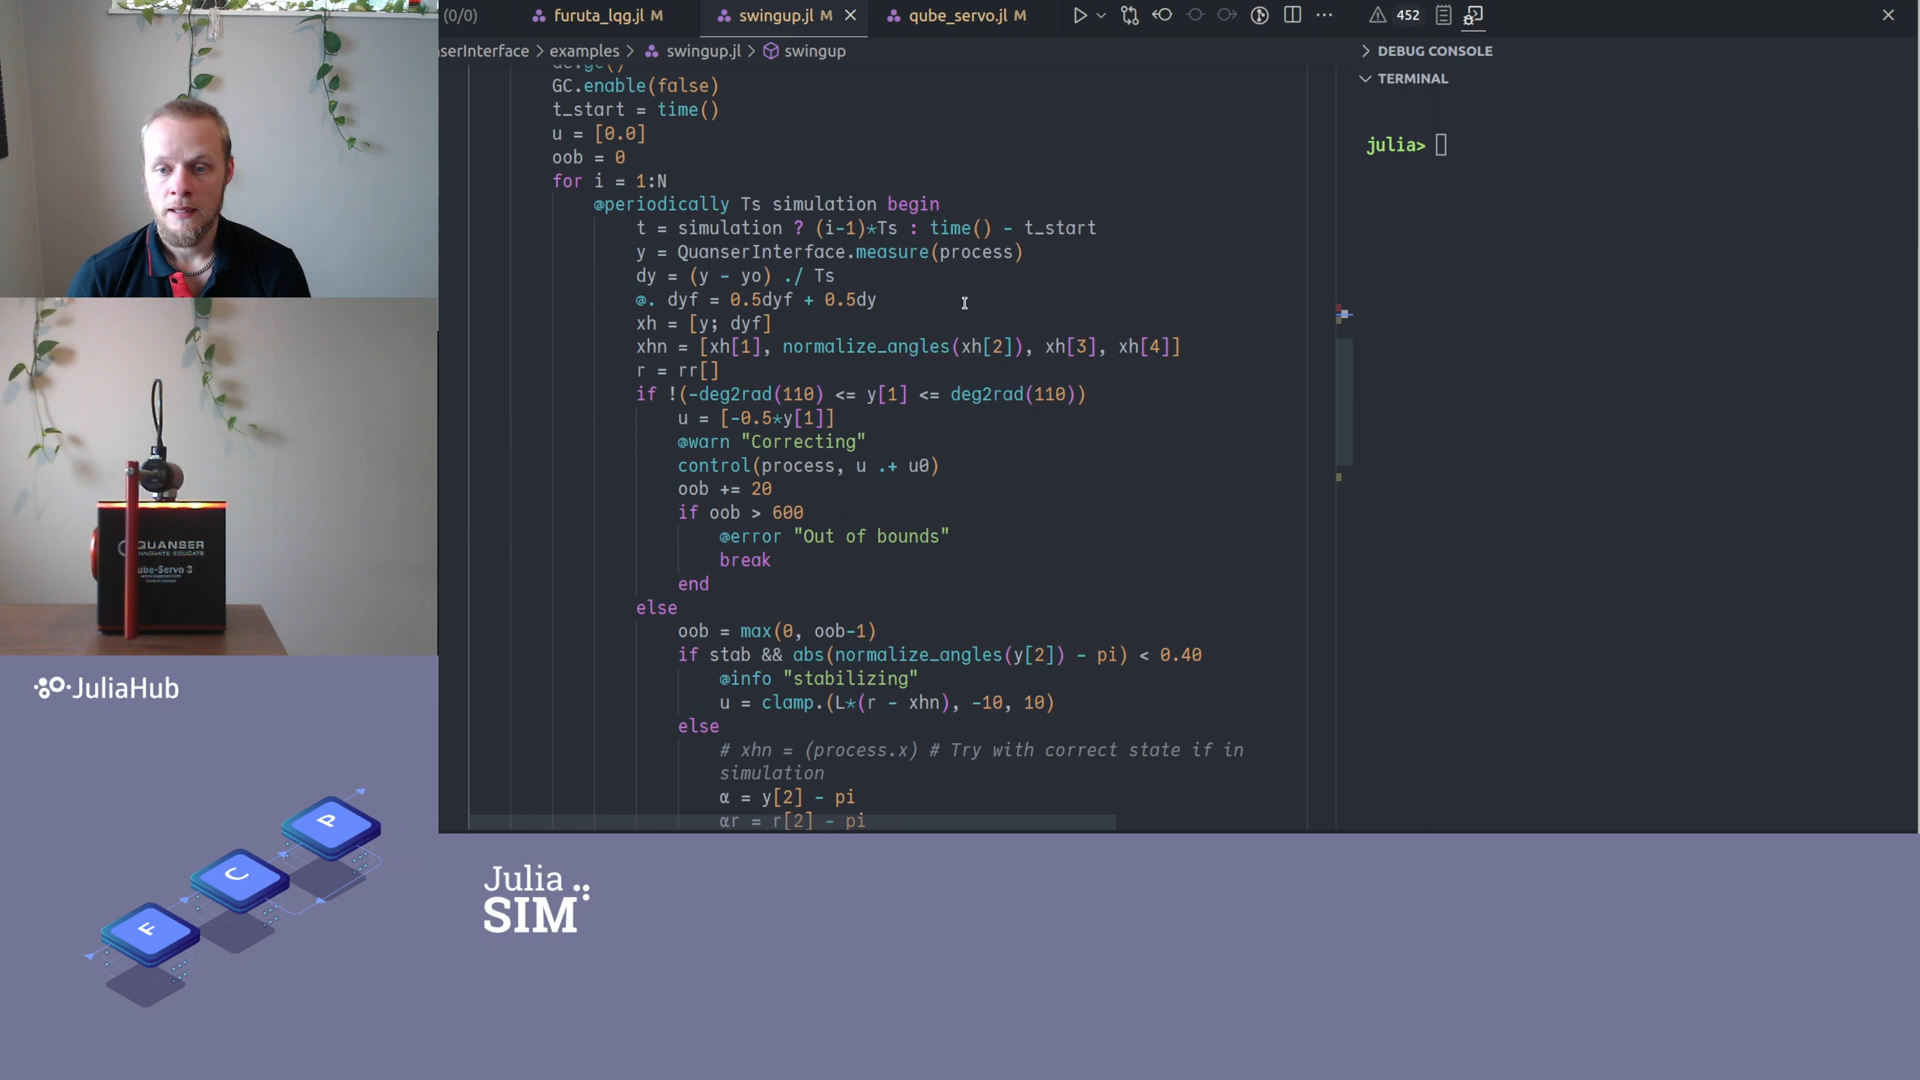 (0/0)
furuta_lqg.jl M
swingup.jl M
qube_servo.jl M
452
serInterface > examples > swingup.jl > swingup
DEBUG CONSOLE
TERMINAL
GC.enable(false)
t_start = time()
u = [0.0]
oob = 0
for i = 1:N
@periodically Ts simulation begin
t = simulation ? (i-1)*Ts : time() - t_start
y = QuanserInterface.measure(process)
dy = (y - yo) ./ Ts
@. dyf = 0.5dyf + 0.5dy
xh = [y; dyf]
xhn = [xh[1], normalize_angles(xh[2]), xh[3], xh[4]]
r = rr[]
if !(-deg2rad(110) <= y[1] <= deg2rad(110))
u = [-0.5*y[1]]
@warn "Correcting"
control(process, u .+ u0)
oob += 20
if oob > 600
@error "Out of bounds"
break
end
else
oob = max(0, oob-1)
if stab && abs(normalize_angles(y[2]) - pi) < 0.40
@info "stabilizing"
u = clamp.(L*(r - xhn), -10, 10)
else
# xhn = (process.x) # Try with correct state if in
simulation
α = y[2] - pi
αr = r[2] - pi
julia>
QUANSER
INNOVATE EDUCATE
ube-Servo 3
JuliaHub
P
C
F
Julia
SIM